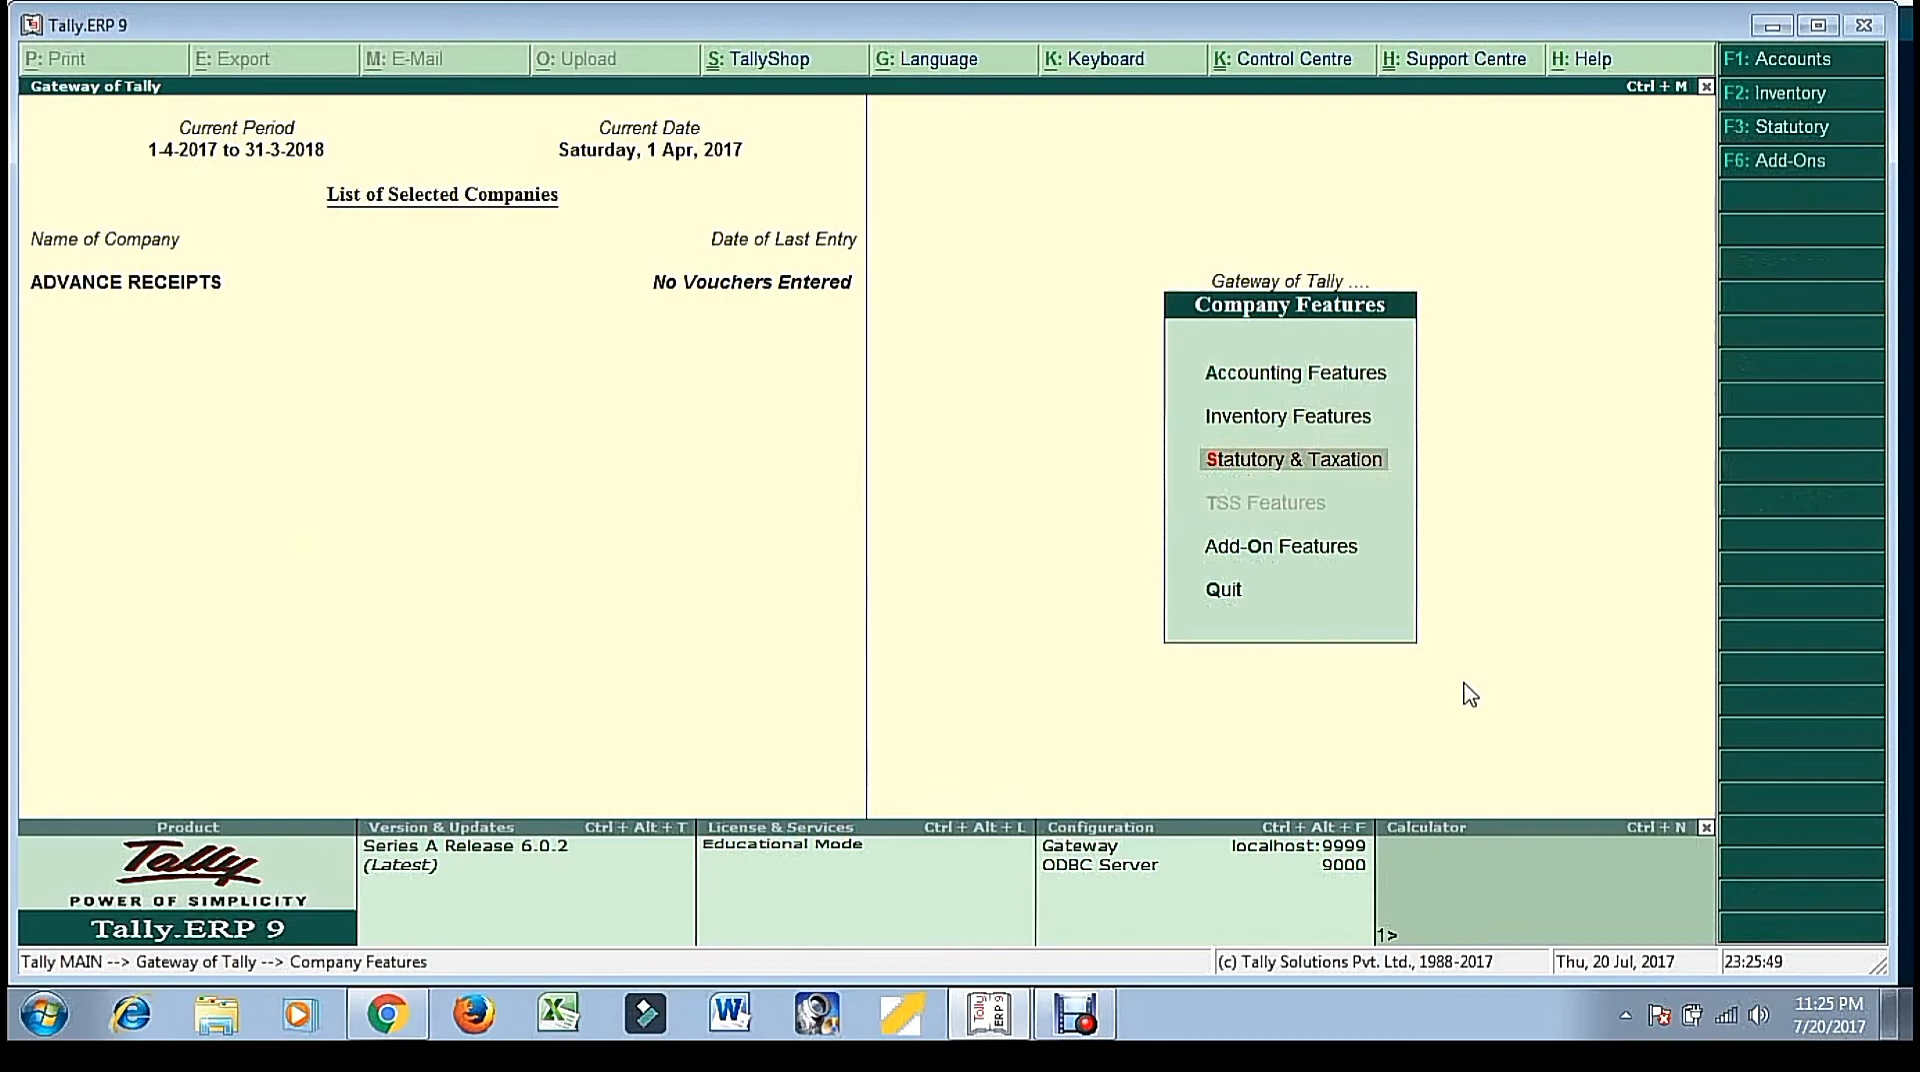 Tally.ERP 9
P: Print E: Export M: E-Mail O: Upload S: TallyShop G: Language K: Keyboard K: Control Centre H: Support Centre H: Help
F1: Accounts
F2: Inventory
F3: Statutory
F6: Add-Ons
Gateway of Tally Ctrl + M
Current Period Current Date
1-4-2017 to 31-3-2018 Saturday, 1 Apr, 2017
List of Selected Companies
Name of Company Date of Last Entry
ADVANCE RECEIPTS No Vouchers Entered
Gateway of Tally ....
Company Features
Accounting Features
Inventory Features
Statutory & Taxation
TSS Features
Add-On Features
Quit
Product
Tally
POWER OF SIMPLICITY
Tally.ERP 9
Version & Updates Ctrl + Alt + T
Series A Release 6.0.2
(Latest)
License & Services Ctrl + Alt + L
Educational Mode
Configuration Ctrl + Alt + F
Gateway localhost:9999
ODBC Server 9000
Calculator Ctrl + N
1>
Tally MAIN --> Gateway of Tally --> Company Features
(c) Tally Solutions Pvt. Ltd., 1988-2017 Thu, 20 Jul, 2017 23:25:49
Tally ERP 9
11:25 PM
7/20/2017